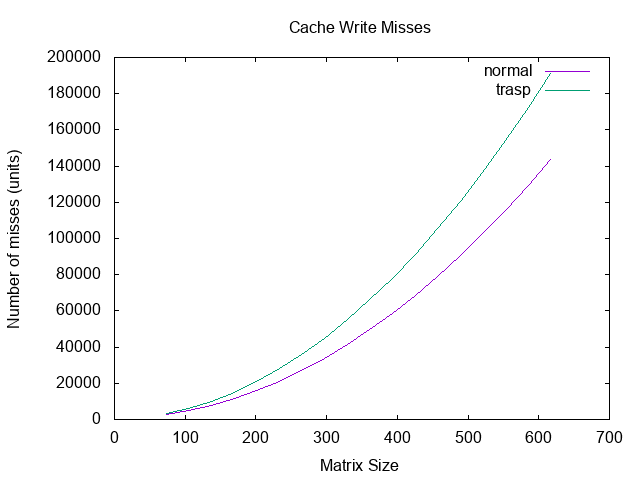 Cache Write Misses
200000
180000
160000
140000
120000
100000
80000
60000
40000
20000
0
Number of misses (units)
normal
trasp
0 100 200 300 400 500 600 700
Matrix Size